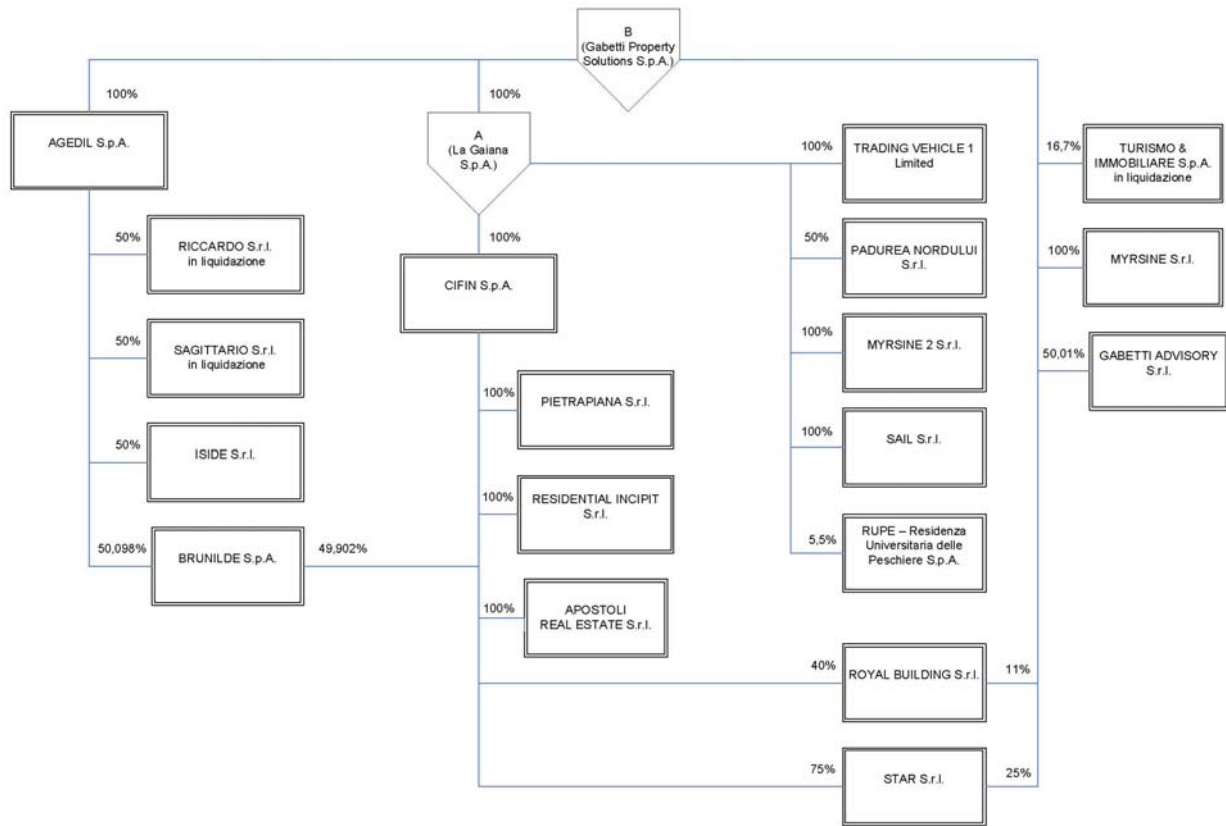 B
(Gabetti Property
Solutions S.p.A.)
100%
100%
AGEDIL S.p.A.
A
(La Gaiana
S.p.A.)
100%
TRADING VEHICLE 1
Limited
16,7%
TURISMO &
IMMOBILIARE S.p.A.
in liquidazione
50%
RICCARDO S.r.l.
in liquidazione
100%
CIFIN S.p.A.
50%
PADUREA NORDULUI
S.r.l.
100%
MYRSINE S.r.l.
50%
SAGITTARIO S.r.l.
in liquidazione
100%
MYRSINE 2 S.r.l.
50,01%
GABETTI ADVISORY
S.r.l.
100%
PIETRAPIANA S.r.l.
50%
ISIDE S.r.l.
100%
SAIL S.r.l.
100%
RESIDENTIAL INCIPIT
S.r.l.
50,098%
BRUNILDE S.p.A.
49,902%
5,5%
RUPE – Residenza
Universitaria delle
Peschiere S.p.A.
100%
APOSTOLI
REAL ESTATE S.r.l.
40%
ROYAL BUILDING S.r.l.
11%
75%
STAR S.r.l.
25%